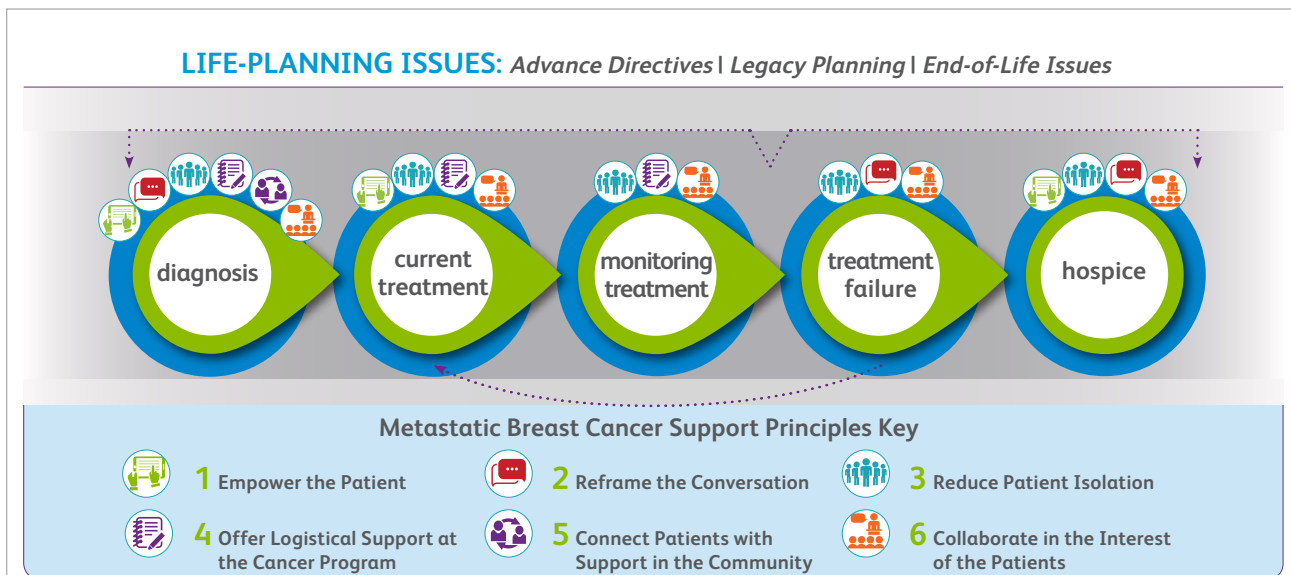 LIFE-PLANNING ISSUES: Advance Directives | Legacy Planning | End-of-Life Issues
diagnosis
current
treatment
monitoring
treatment
treatment
failure
hospice
Metastatic Breast Cancer Support Principles Key
1 Empower the Patient
2 Reframe the Conversation
3 Reduce Patient Isolation
4 Offer Logistical Support at
the Cancer Program
5 Connect Patients with
Support in the Community
6 Collaborate in the Interest
of the Patients